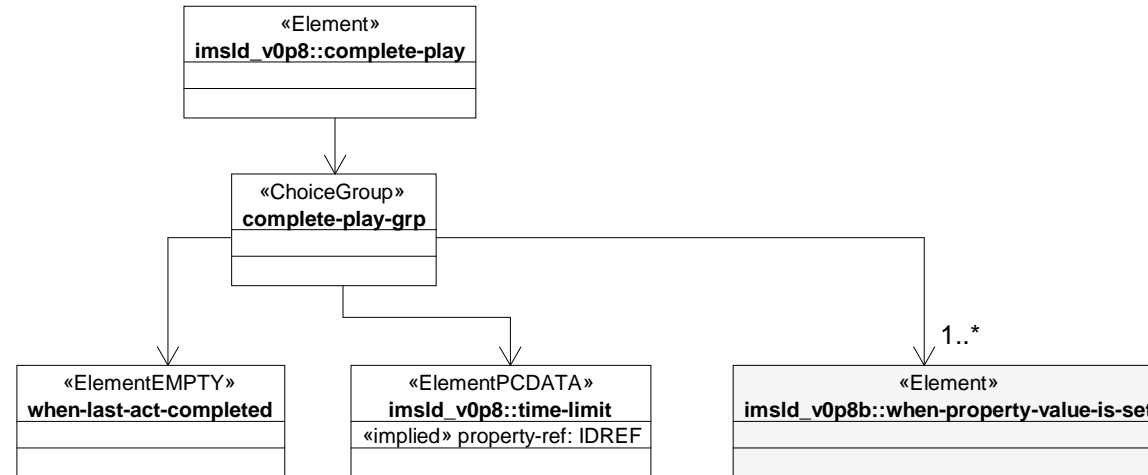 «Element»
imsld_v0p8::complete-play
«ChoiceGroup»
complete-play-grp
1..*
«ElementEMPTY»
when-last-act-completed
«ElementPCDATA»
imsld_v0p8::time-limit
«implied» property-ref: IDREF
«Element»
imsld_v0p8b::when-property-value-is-set